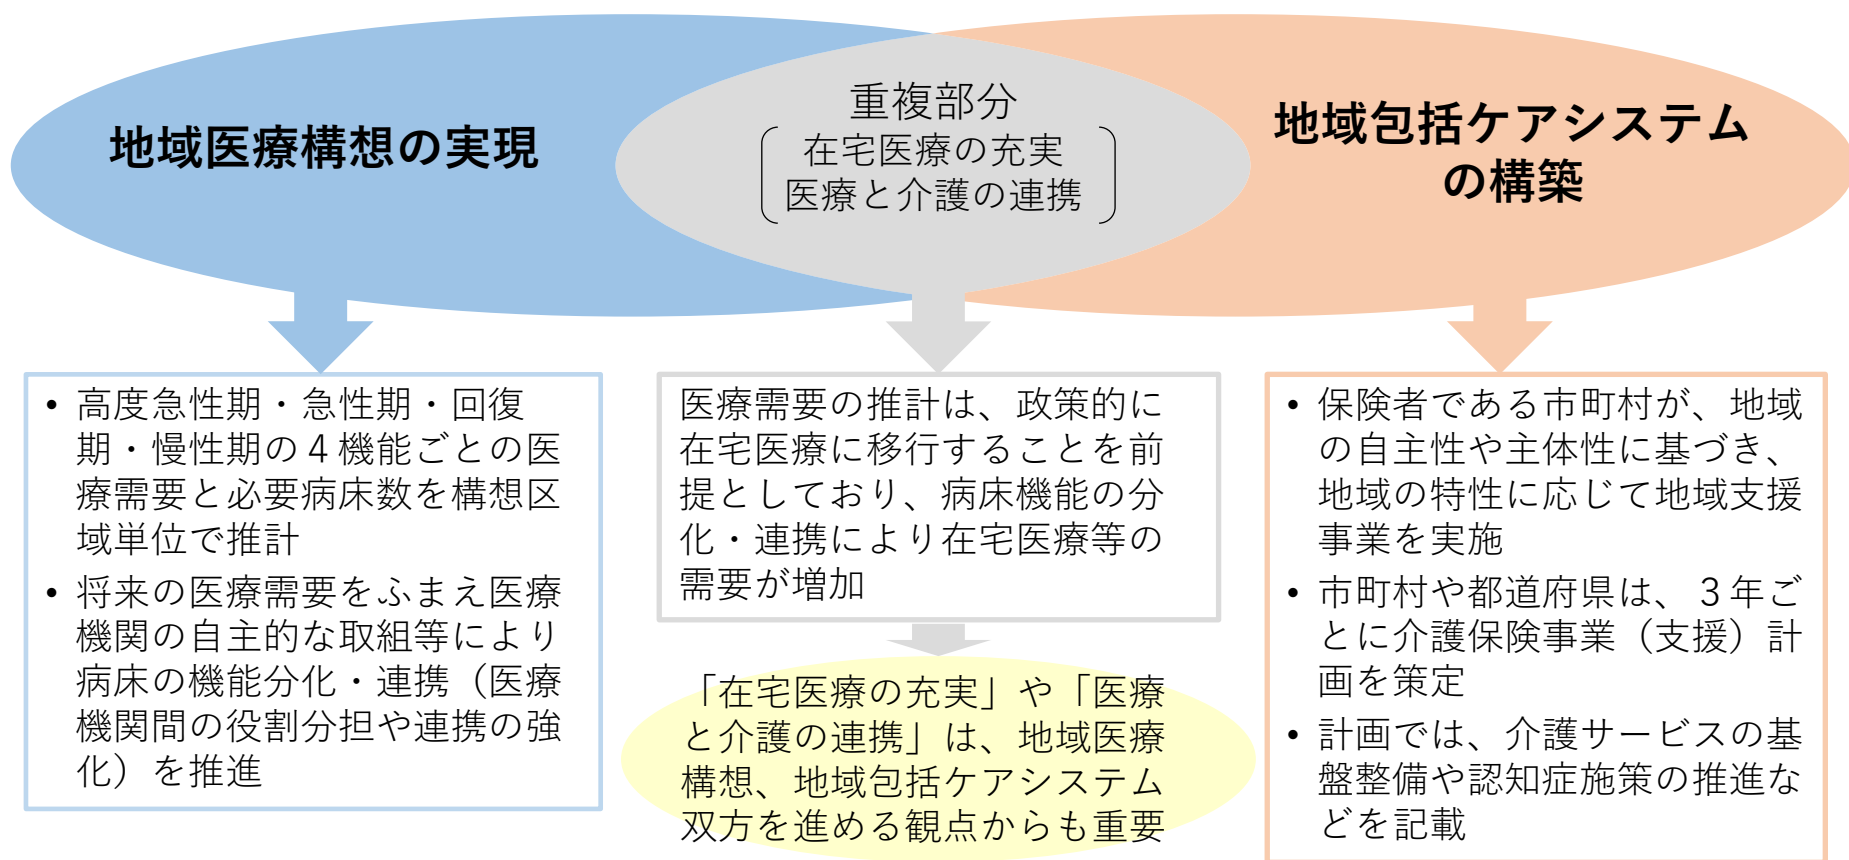 地域医療構想の実現
重複部分
在宅医療の充実
医療と介護の連携
地域包括ケアシステム
の構築
• 高度急性期・急性期・回復
期・慢性期の４機能ごとの医
療需要と必要病床数を構想区
域単位で推計
• 将来の医療需要をふまえ医療
機関の自主的な取組等により
病床の機能分化・連携（医療
機関間の役割分担や連携の強
化）を推進
医療需要の推計は、政策的に
在宅医療に移行することを前
提としており、病床機能の分
化・連携により在宅医療等の
需要が増加
「在宅医療の充実」や「医療
と介護の連携」は、地域医療
構想、地域包括ケアシステム
双方を進める観点からも重要
• 保険者である市町村が、地域
の自主性や主体性に基づき、
地域の特性に応じて地域支援
事業を実施
• 市町村や都道府県は、３年ご
とに介護保険事業（支援）計
画を策定
• 計画では、介護サービスの基
盤整備や認知症施策の推進な
どを記載